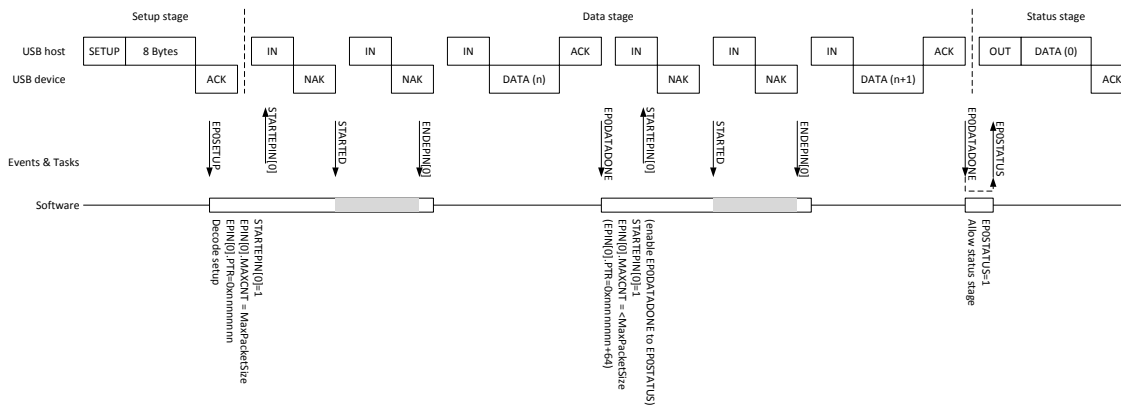 Setup stage
Data stage
Status stage
USB host
SETUP
8 Bytes
IN
IN
IN
ACK
IN
IN
IN
ACK
OUT
DATA (0)
USB device
ACK
NAK
NAK
DATA (n)
NAK
NAK
DATA (n+1)
ACK
Events & Tasks
EP0SETUP
STARTEPIN[0]
STARTED
ENDEPIN[0]
EP0DATADONE
STARTEPIN[0]
STARTED
ENDEPIN[0]
EP0DATADONE
EP0STATUS
Software
STARTEPIN[0]=1
EPIN[0].MAXCNT = MaxPacketSize
EPIN[0].PTR=0xnnnnnnnn
Decode setup
(enable EP0DATADONE to EP0STATUS)
STARTEPIN[0]=1
EPIN[0].MAXCNT = <MaxPacketSize
(EPIN[0].PTR=0xnnnnnnnn+64)
EP0STATUS=1
Allow status stage